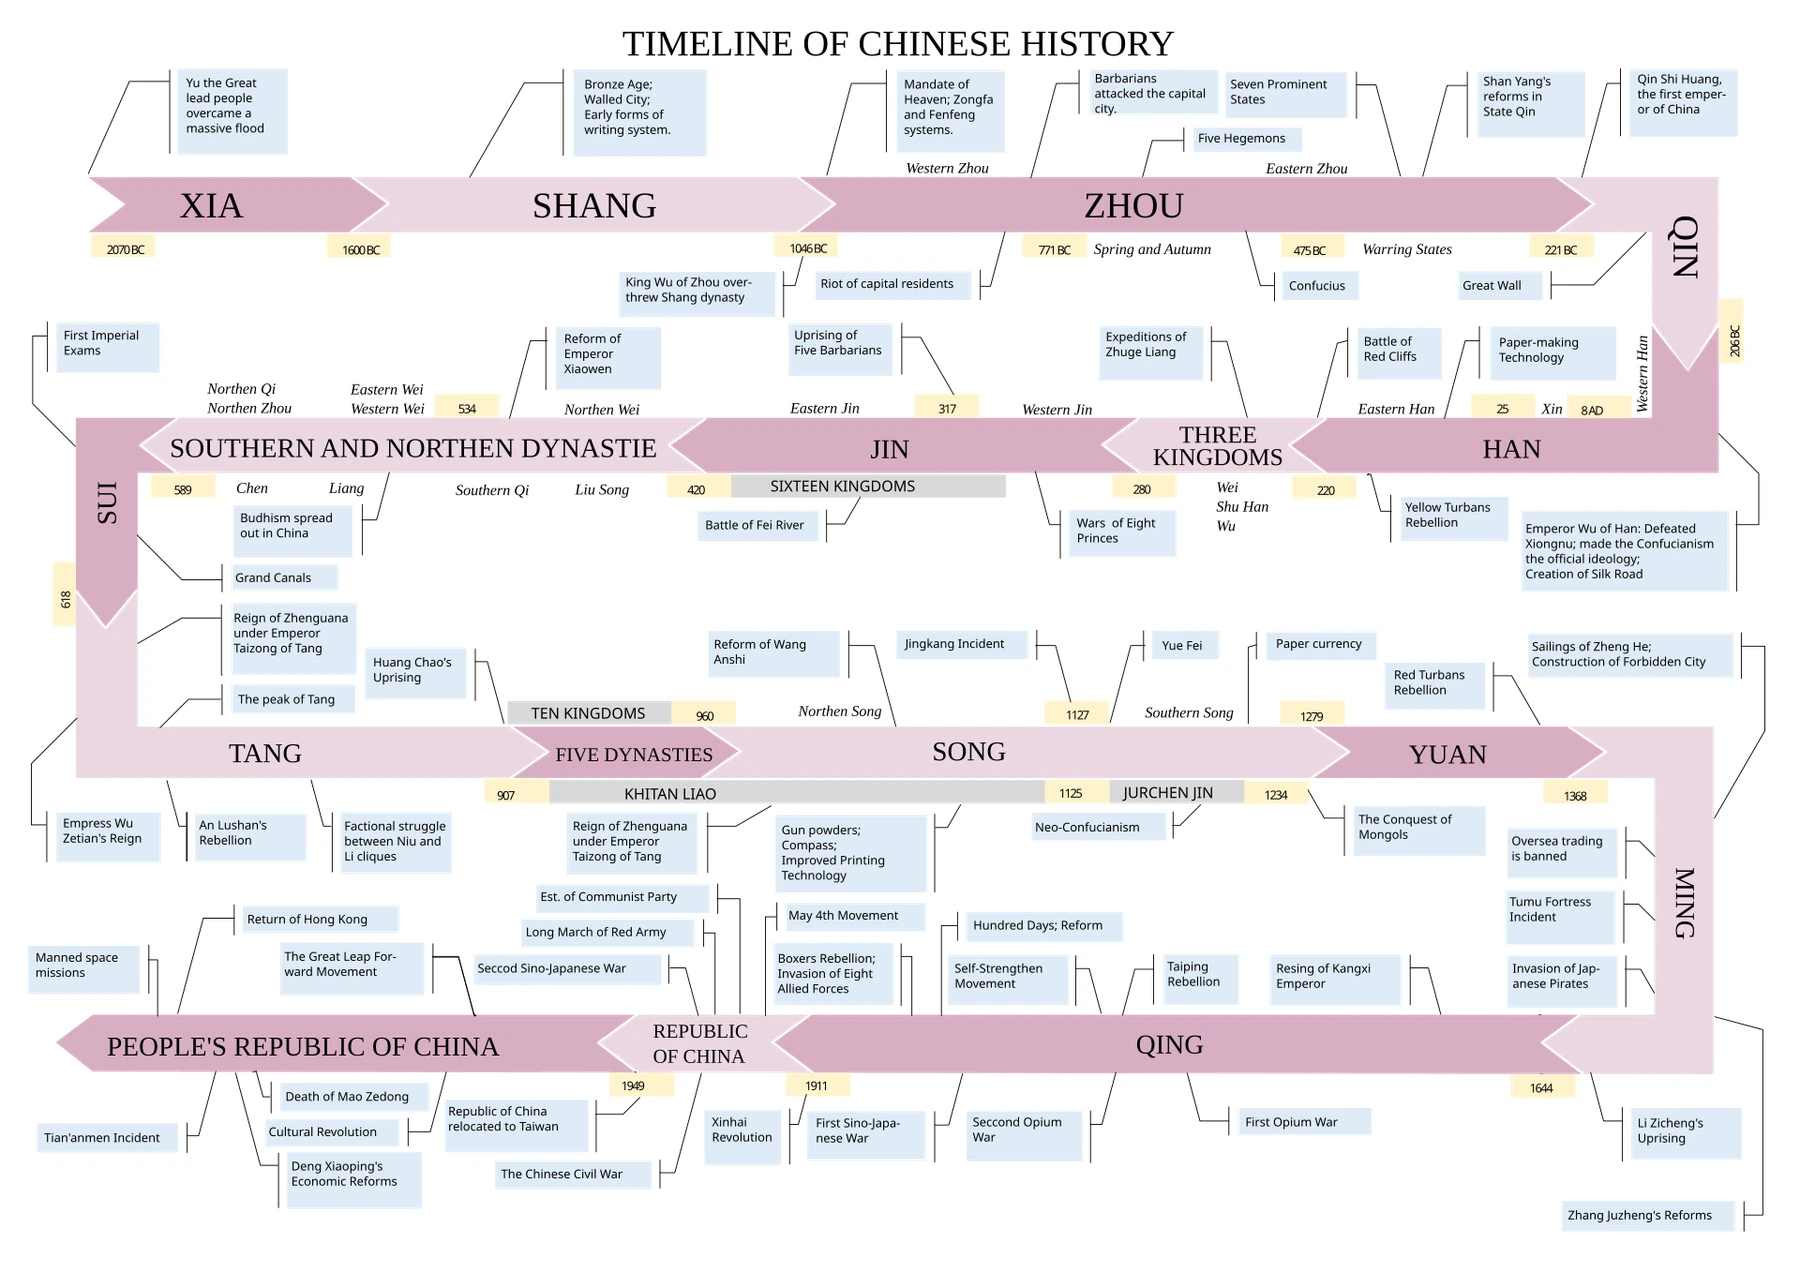 TIMELINE OF CHINESE HISTORY
Yu the Great
lead people
overcame a
massive flood
Bronze Age;
Walled City;
Early forms of
writing system.
Mandate of
Heaven; Zongfa
and Fenfeng
systems.
Barbarians
attacked the capital
city.
Seven Prominent
States
Five Hegemons
Shan Yang's
reforms in
State Qin
Qin Shi Huang,
the first emper-
or of China
Western Zhou
Eastern Zhou
XIA
SHANG
ZHOU
QIN
2070 BC
1600 BC
1046 BC
771 BC
Spring and Autumn
475 BC
Warring States
221 BC
King Wu of Zhou over-
threw Shang dynasty
Riot of capital residents
Confucius
Great Wall
206 BC
First Imperial
Exams
Reform of
Emperor
Xiaowen
Uprising of
Five Barbarians
Expeditions of
Zhuge Liang
Battle of
Red Cliffs
Paper-making
Technology
Western Han
Northen Qi
Northen Zhou
Eastern Wei
Western Wei
534
Northen Wei
Eastern Jin
317
Western Jin
Eastern Han
25
Xin
8 AD
SUI
SOUTHERN AND NORTHEN DYNASTIE
JIN
THREE
KINGDOMS
HAN
589
Chen
Liang
Southern Qi
Liu Song
420
SIXTEEN KINGDOMS
280
Wei
Shu Han
Wu
220
Budhism spread
out in China
Battle of Fei River
Wars of Eight
Princes
Yellow Turbans
Rebellion
Emperor Wu of Han: Defeated
Xiongnu; made the Confucianism
the official ideology;
Creation of Silk Road
Grand Canals
618
Reign of Zhenguana
under Emperor
Taizong of Tang
Huang Chao's
Uprising
The peak of Tang
Reform of Wang
Anshi
Jingkang Incident
Yue Fei
Paper currency
Red Turbans
Rebellion
Sailings of Zheng He;
Construction of Forbidden City
TEN KINGDOMS
960
Northen Song
1127
Southern Song
1279
TANG
FIVE DYNASTIES
SONG
YUAN
907
KHITAN LIAO
1125
JURCHEN JIN
1234
1368
Empress Wu
Zetian's Reign
An Lushan's
Rebellion
Factional struggle
between Niu and
Li cliques
Reign of Zhenguana
under Emperor
Taizong of Tang
Gun powders;
Compass;
Improved Printing
Technology
Neo-Confucianism
The Conquest of
Mongols
Oversea trading
is banned
MING
Tumu Fortress
Incident
Invasion of Jap-
anese Pirates
Return of Hong Kong
Manned space
missions
The Great Leap For-
ward Movement
Est. of Communist Party
Long March of Red Army
Seccod Sino-Japanese War
May 4th Movement
Boxers Rebellion;
Invasion of Eight
Allied Forces
Hundred Days; Reform
Self-Strengthen
Movement
Taiping
Rebellion
Resing of Kangxi
Emperor
PEOPLE'S REPUBLIC OF CHINA
REPUBLIC
OF CHINA
QING
1949
1911
1644
Death of Mao Zedong
Tian'anmen Incident
Cultural Revolution
Deng Xiaoping's
Economic Reforms
Republic of China
relocated to Taiwan
The Chinese Civil War
Xinhai
Revolution
First Sino-Japa-
nese War
Seccond Opium
War
First Opium War
Li Zicheng's
Uprising
Zhang Juzheng's Reforms